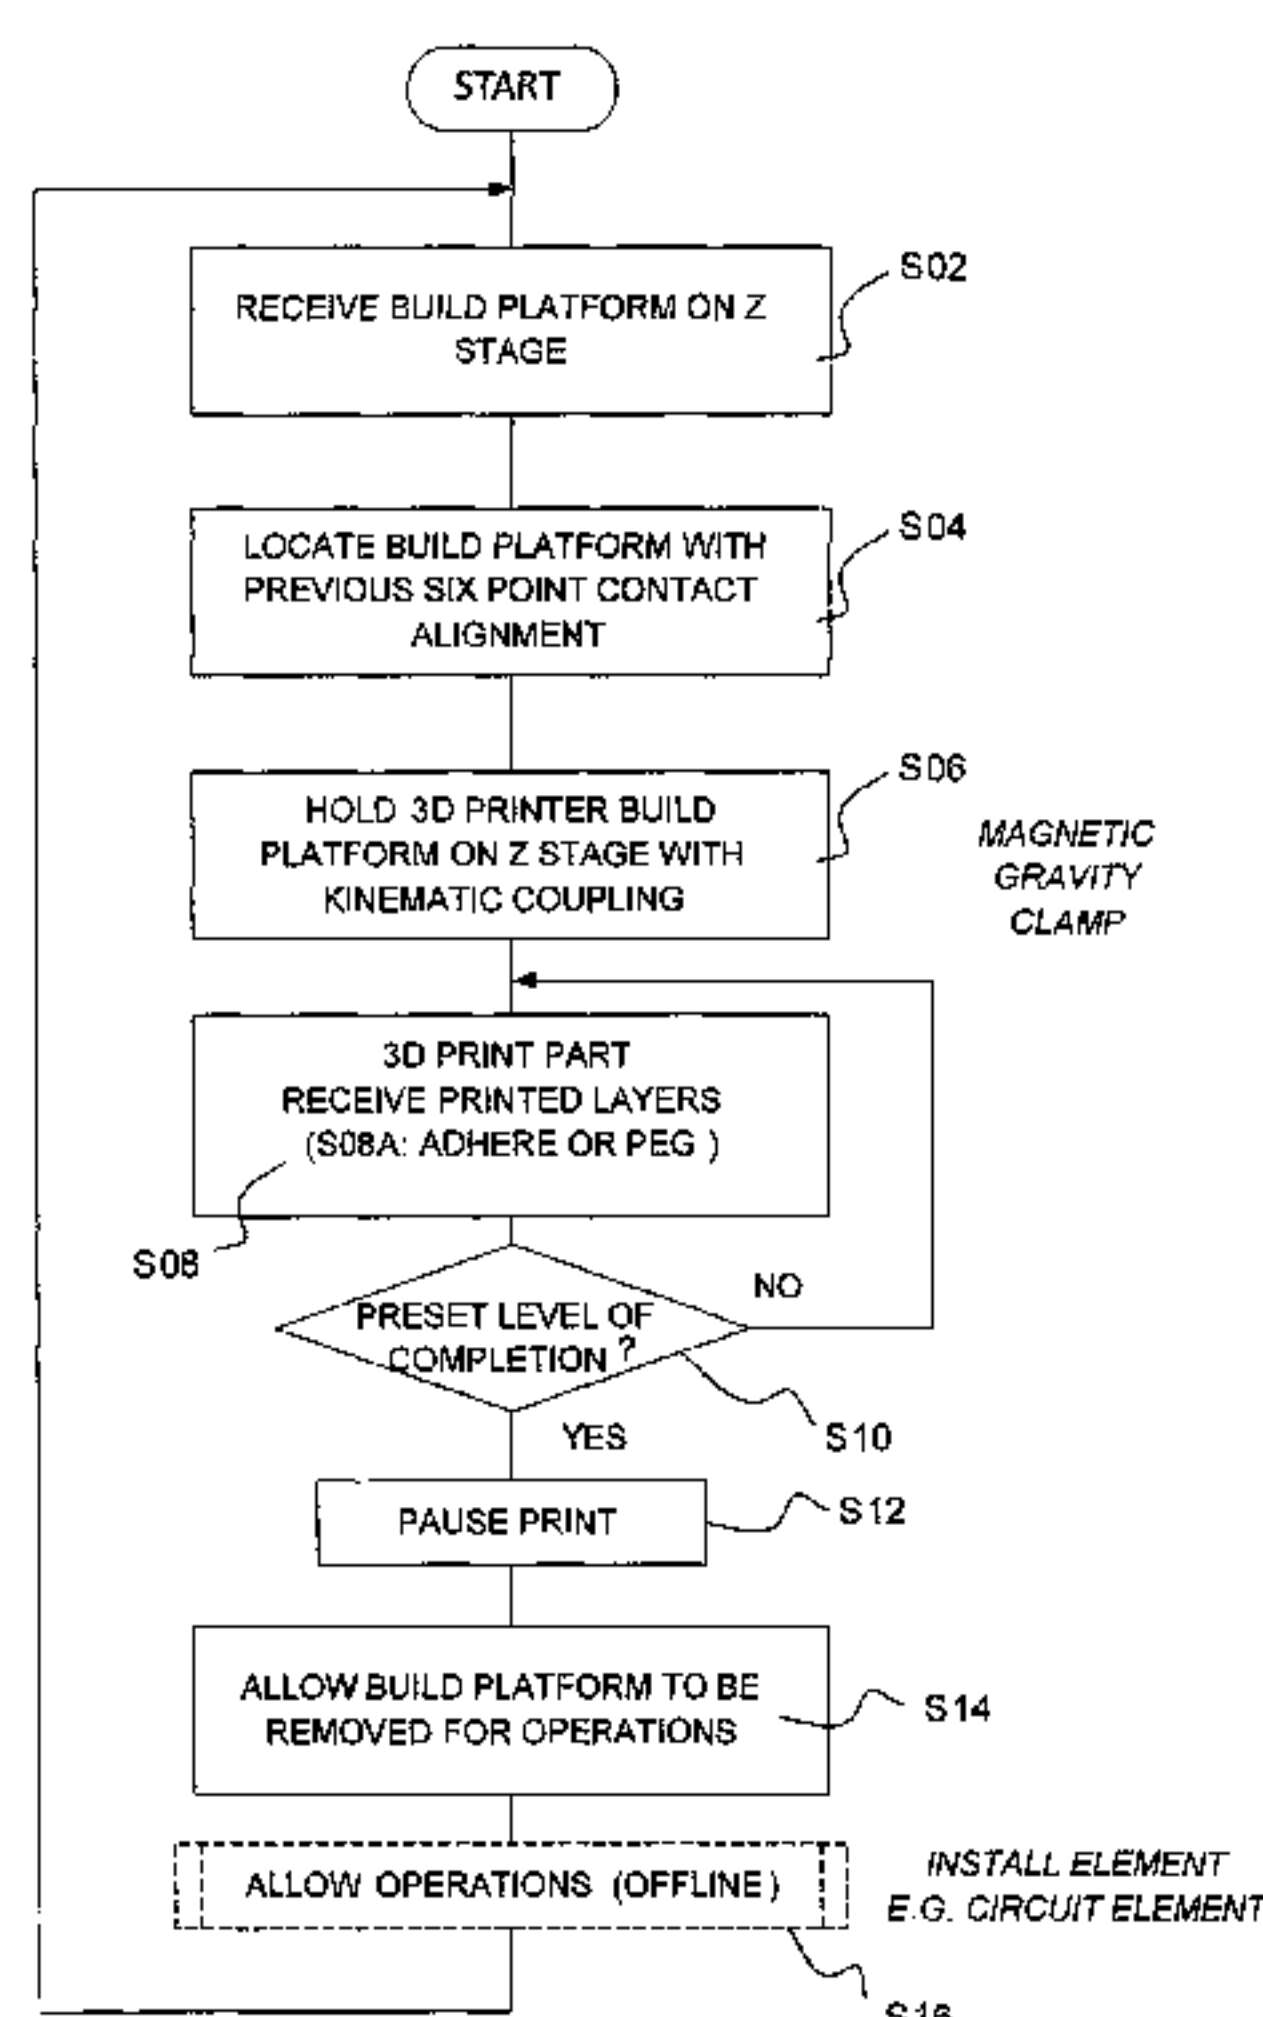 START
RECEIVE BUILD PLATFORM ON Z
STAGE
S02
LOCATE BUILD PLATFORM WITH
PREVIOUS SIX POINT CONTACT
ALIGNMENT
S04
HOLD 3D PRINTER BUILD
PLATFORM ON Z STAGE WITH
KINEMATIC COUPLING
S06
MAGNETIC
GRAVITY
CLAMP
3D PRINT PART
RECEIVE PRINTED LAYERS
(S08A: ADHERE OR PEG )
S08
PRESET LEVEL OF
COMPLETION ?
NO
YES
S10
PAUSE PRINT
S12
ALLOW BUILD PLATFORM TO BE
REMOVED FOR OPERATIONS
S14
ALLOW OPERATIONS (OFFLINE)
INSTALL ELEMENT
E.G. CIRCUIT ELEMENT